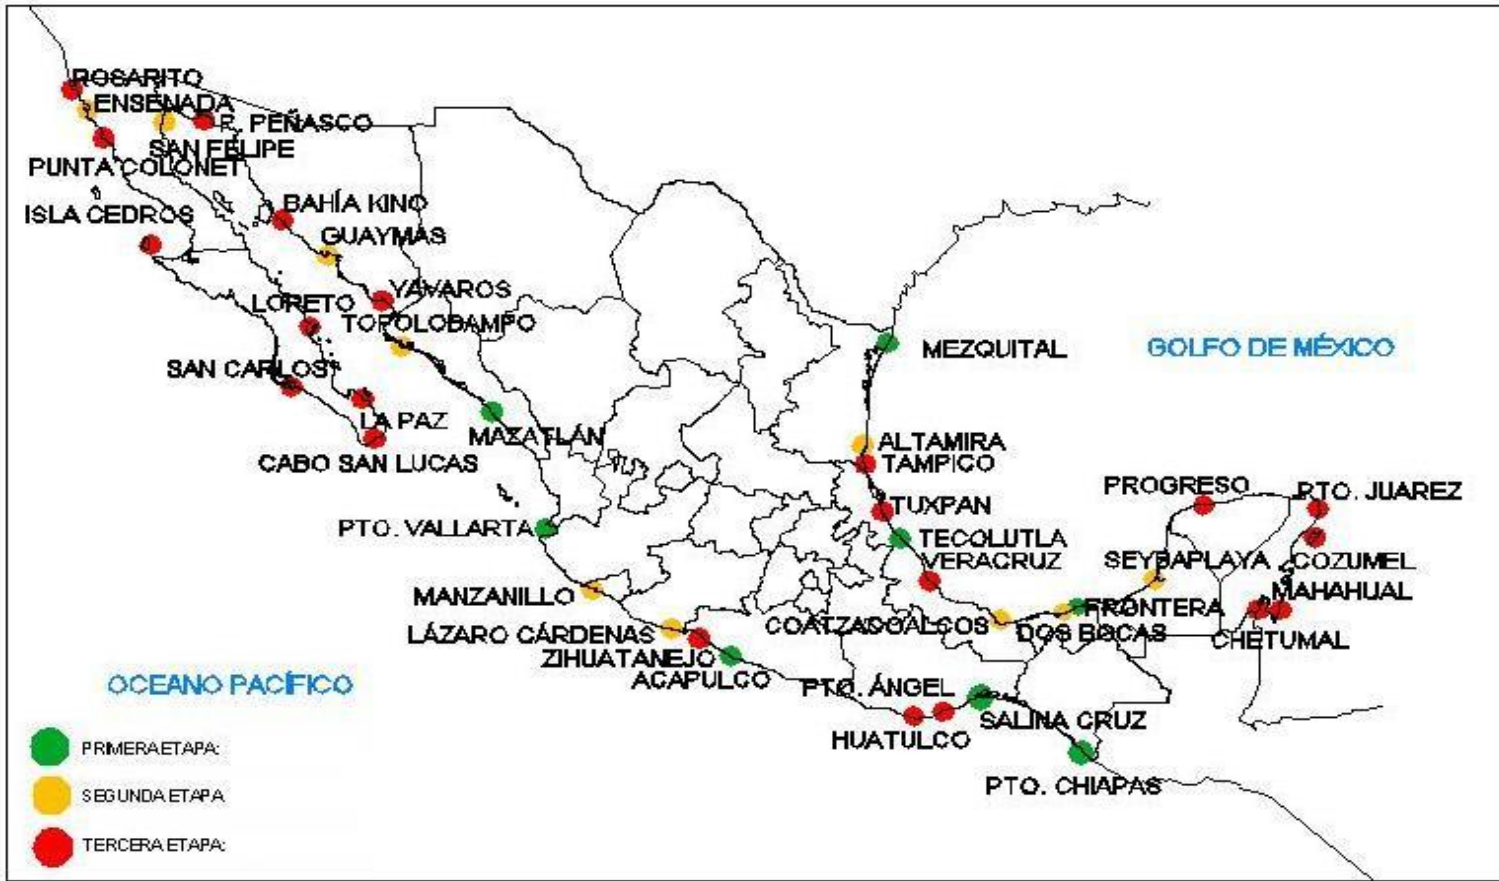 ROSARITO
ENSENADA
P. PEÑASCO
SAN FELIPE
PUNTA COLONET
BAHÍA KINO
ISLA CEDROS
GUAYMAS
YAVAROS
LORETO
TOPOLOBAMPO
MEZQUITAL
GOLFO DE MÉXICO
SAN CARLOS
LA PAZ
MAZATLÁN
ALTAMIRA
CABO SAN LUCAS
TAMPICO
PROGRESO
PTO. JUAREZ
TUXPAN
PTO. VALLARTA
TECOLUTLA
VERACRUZ
SEYBAPLAYA
COZUMEL
MAHAHUAL
MANZANILLO
FRONTERA
COATZACOALCOS
DOS BOCAS
LÁZARO CÁRDENAS
CHETUMAL
ZIHUATANEJO
ACAPULCO
OCEANO PACÍFICO
PTO. ÁNGEL
SALINA CRUZ
HUATULCO
PTO. CHIAPAS
PRIMERA ETAPA:
SEGUNDA ETAPA
TERCERA ETAPA: